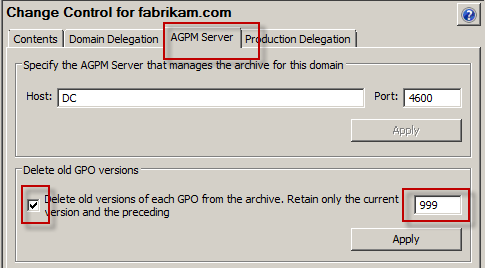 Change Control for fabrikam.com
Contents Domain Delegation AGPM Server Production Delegation
Specify the AGPM Server that manages the archive for this domain
Host: DC Port: 4600
Apply
Delete old GPO versions
Delete old versions of each GPO from the archive. Retain only the current 999
version and the preceding
Apply